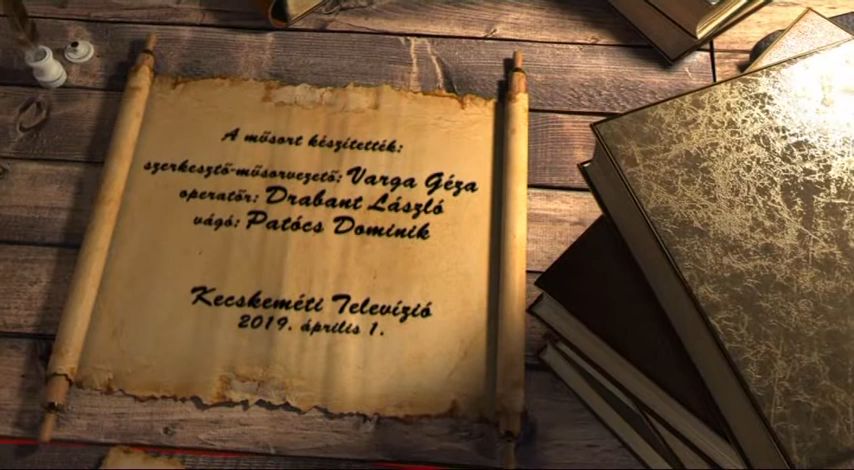 A műsort készítették:
szerkesztő-műsorvezető: Varga Géza
operatőr: Drabant László
vágó: Patócs Dominik
Kecskeméti Televízió
2019. április 1.